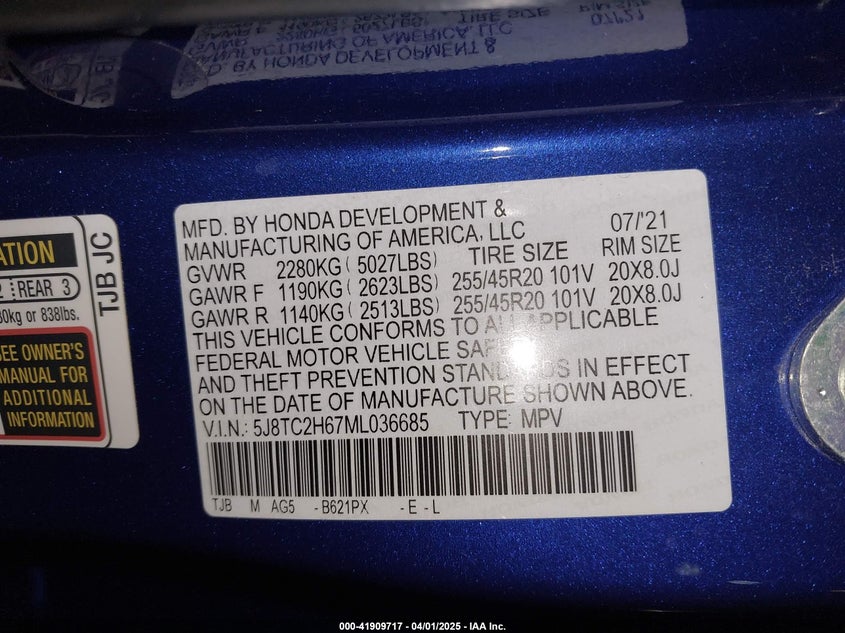 MFD. BY HONDA DEVELOPMENT & 07/'21
MANUFACTURING OF AMERICA, LLC
GVWR 2280KG ( 5027LBS) TIRE SIZE RIM SIZE
GAWR F 1190KG ( 2623LBS) 255/45R20 101V 20X8.0J
GAWR R 1140KG ( 2513LBS) 255/45R20 101V 20X8.0J
THIS VEHICLE CONFORMS TO ALL APPLICABLE
FEDERAL MOTOR VEHICLE
AND THEFT PREVENTION STANDARDS IN EFFECT
ON THE DATE OF MANUFACTURE SHOWN ABOVE.
V.I.N.: 5J8TC2H67ML036685 TYPE: MPV
TJB M AG5 -B621PX -E -L
REAR 3
kg or 838lbs.
SEE OWNER'S
MANUAL FOR
ADDITIONAL
INFORMATION
TJB JC
000-41909717 - 04/01/2025 - IAA Inc.